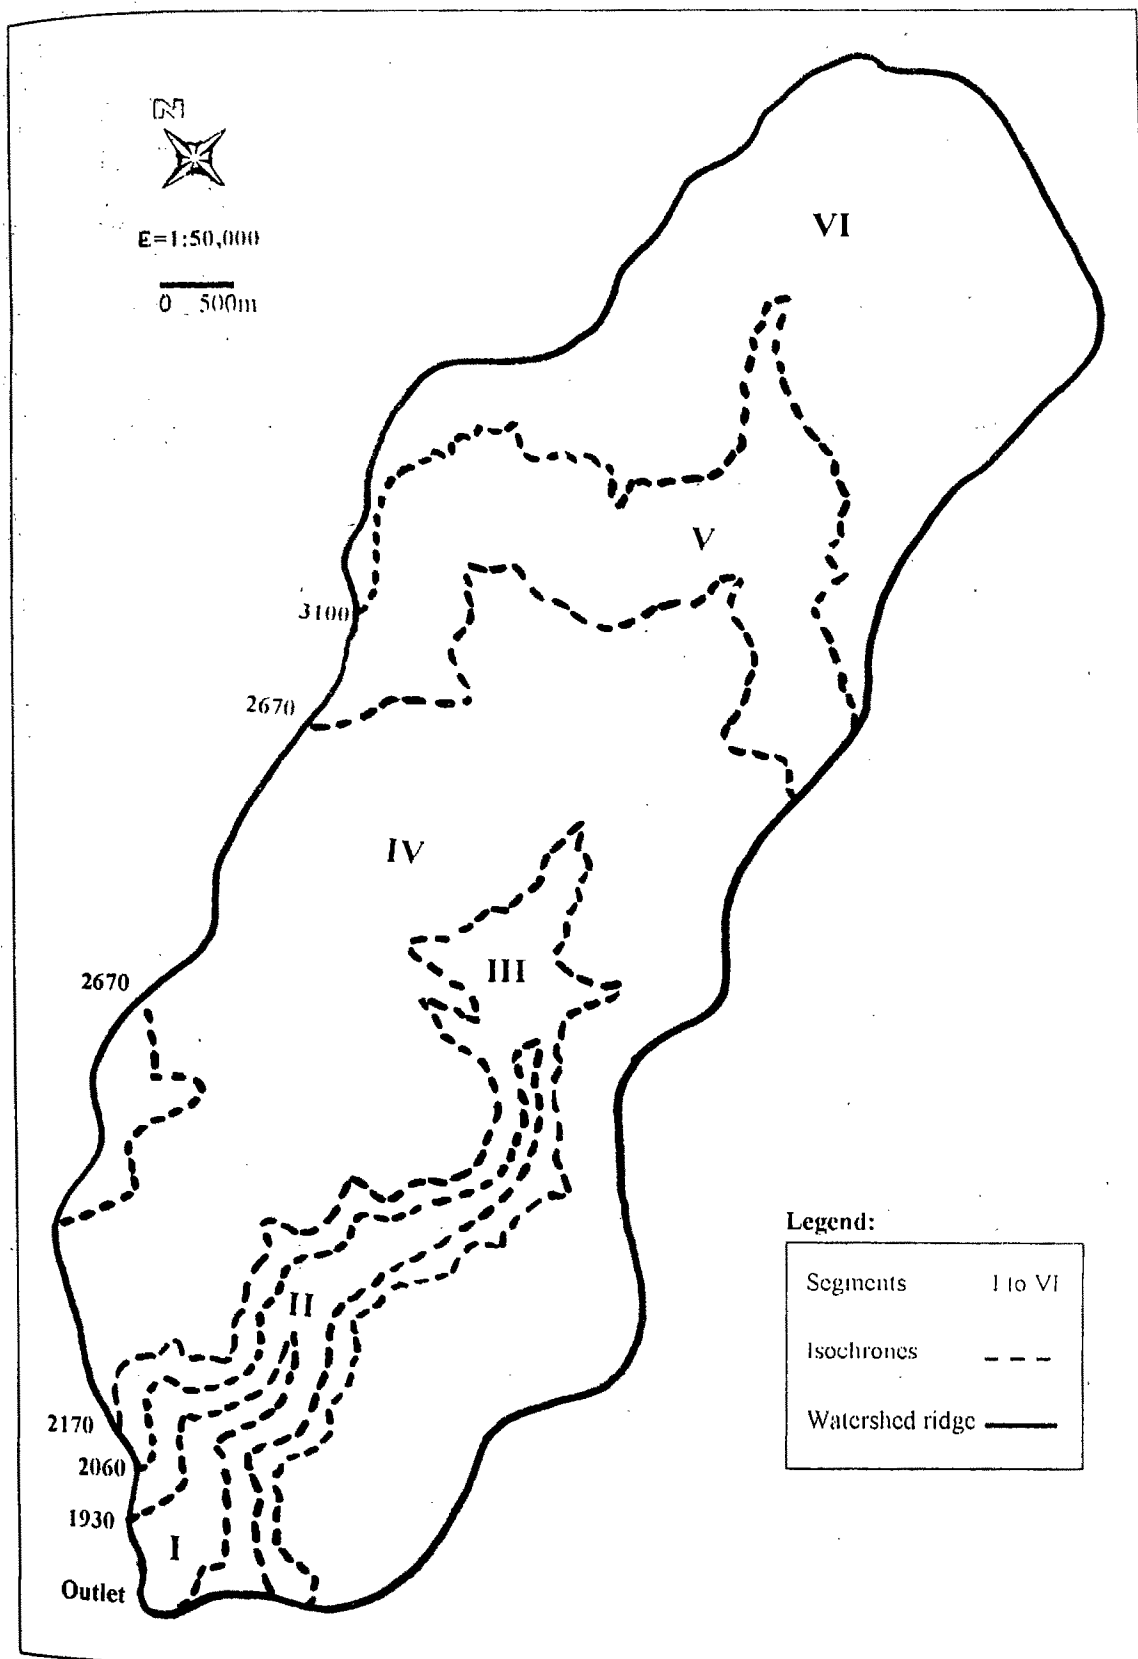 N
E=1:50,000
0 500m
VI
V
3100
2670
IV
2670
III
II
2170
2060
1930
I
Outlet
Legend:
Segments I to VI
Isochrones
Watershed ridge